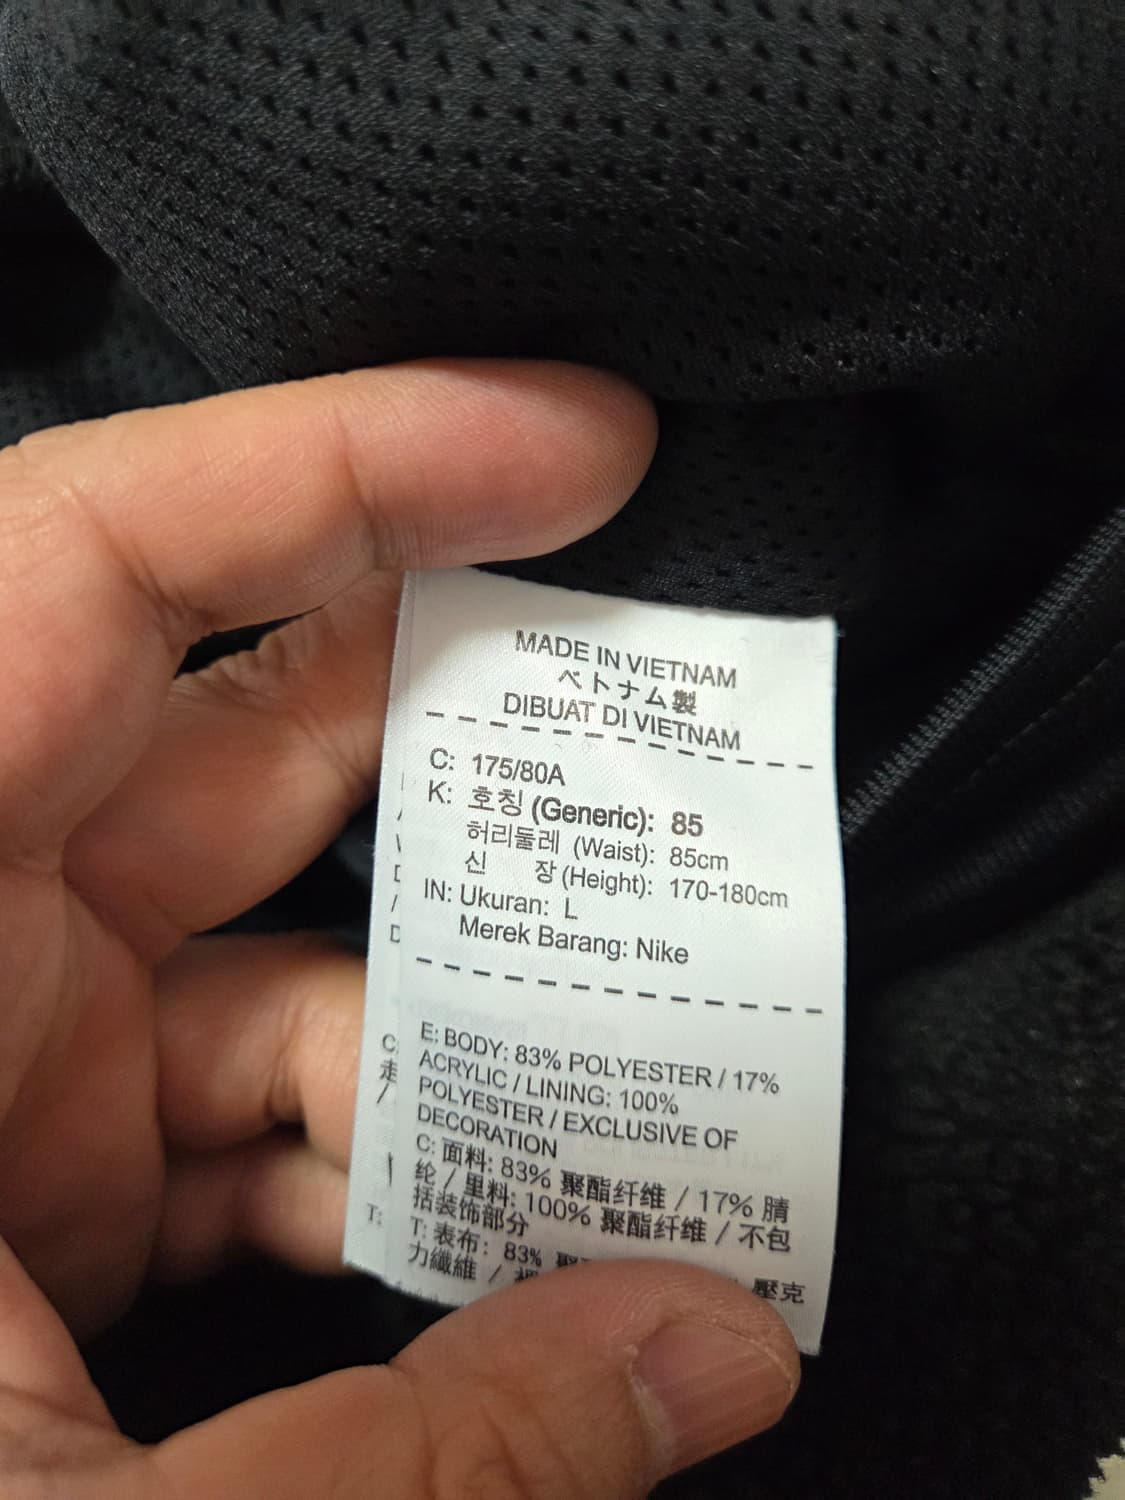 MADE IN VIETNAM
ベトナム製
DIBUAT DI VIETNAM
C: 175/80A
K: 호칭 (Generic): 85
허리둘레 (Waist): 85cm
신 장 (Height): 170-180cm
IN: Ukuran: L
Merek Barang: Nike
E: BODY: 83% POLYESTER / 17%
ACRYLIC / LINING: 100%
POLYESTER / EXCLUSIVE OF
DECORATION
C: 面料: 83% 聚酯纤维 / 17% 腈
纶 / 里料: 100% 聚酯纤维 / 不包
括装饰部分
T: 表布: 83% 壓克
力纖維 /